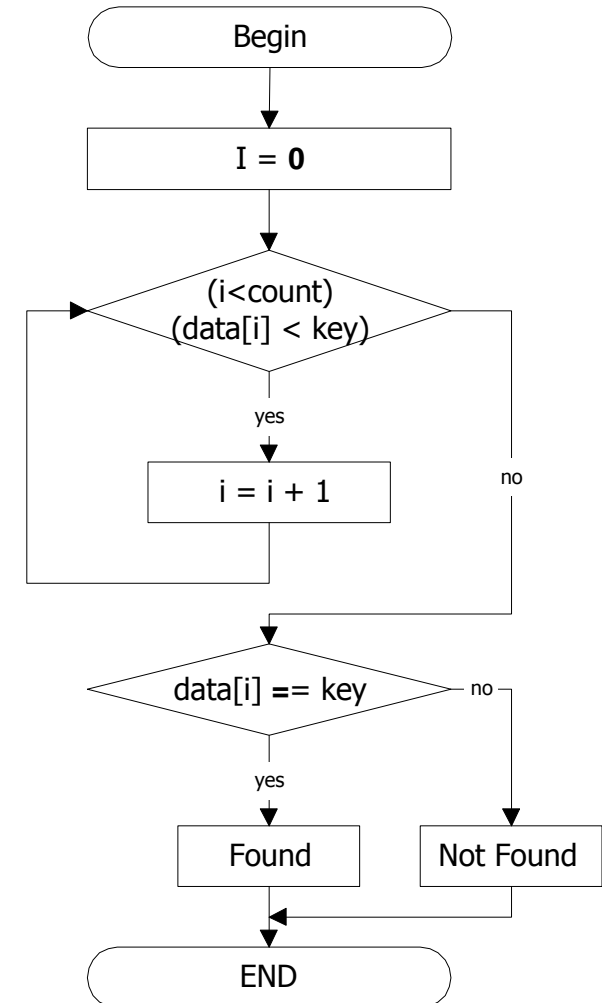 Begin
I = 0
(i<count)
(data[i] < key)
yes
i = i + 1
no
data[i] == key
no
yes
Found
Not Found
END